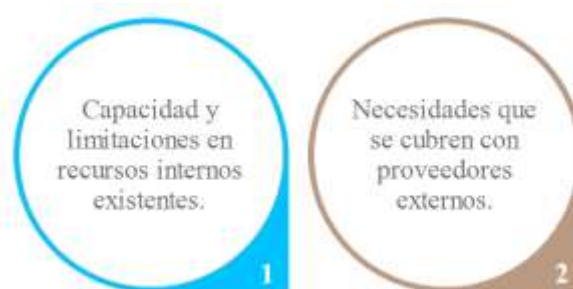 Capacidad y
limitaciones en
recursos internos
existentes.
1
Necesidades que
se cubren con
proveedores
externos.
2